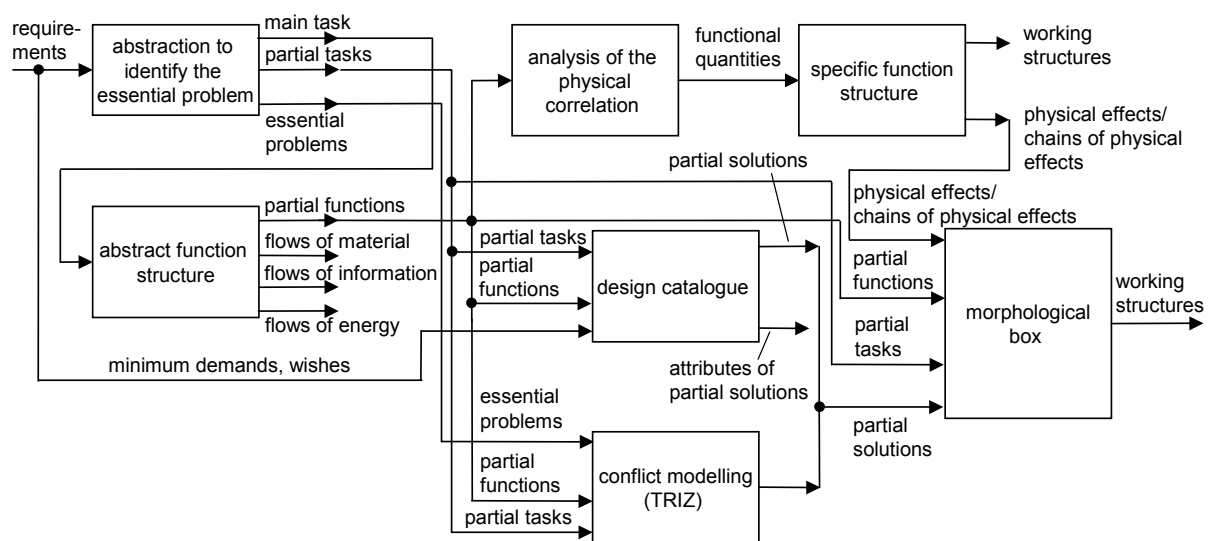 require-
ments
abstraction to
identify the
essential problem
main task
partial tasks
essential
problems
analysis of the
physical
correlation
functional
quantities
specific function
structure
working
structures
physical effects/
chains of physical
effects
partial solutions
physical effects/
chains of physical effects
abstract function
structure
partial functions
flows of material
flows of information
flows of energy
partial tasks
partial
functions
design catalogue
partial
functions
morphological
box
working
structures
minimum demands, wishes
partial
tasks
attributes of
partial solutions
essential
problems
partial
solutions
partial
functions
conflict modelling
(TRIZ)
partial tasks